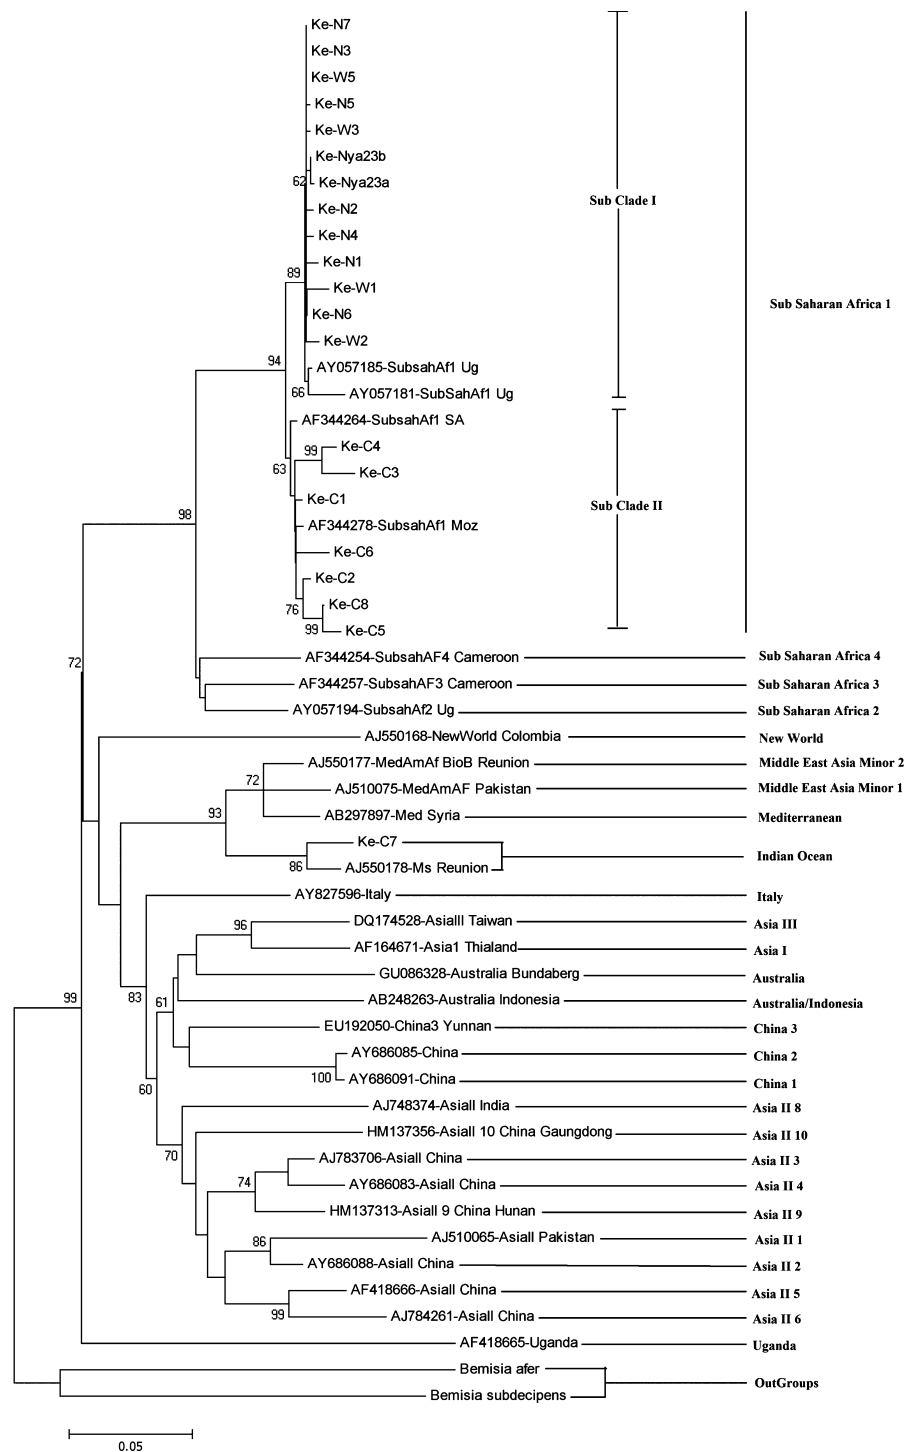 Ke-N7
Ke-N3
Ke-W5
Ke-N5
Ke-W3
Ke-Nya23b
62
Ke-Nya23a
Sub Clade I
Ke-N2
Ke-N4
Ke-N1
89
Ke-W1
Sub Saharan Africa 1
Ke-N6
Ke-W2
94
AY057185-SubsahAf1 Ug
66
AY057181-SubSahAf1 Ug
AF344264-SubsahAf1 SA
99
Ke-C4
63
Ke-C3
Ke-C1
Sub Clade II
98
AF344278-SubsahAf1 Moz
Ke-C6
Ke-C2
76
Ke-C8
99
Ke-C5
72
AF344254-SubsahAF4 Cameroon
Sub Saharan Africa 4
AF344257-SubsahAF3 Cameroon
Sub Saharan Africa 3
AY057194-SubsahAf2 Ug
Sub Saharan Africa 2
AJ550168-NewWorld Colombia
New World
AJ550177-MedAmAf BioB Reunion
Middle East Asia Minor 2
72
AJ510075-MedAmAF Pakistan
Middle East Asia Minor 1
93
AB297897-Med Syria
Mediterranean
Ke-C7
Indian Ocean
86
AJ550178-Ms Reunion
AY827596-Italy
Italy
96
DQ174528-AsiaIII Taiwan
Asia III
AF164671-Asia1 Thialand
Asia I
GU086328-Australia Bundaberg
Australia
99
83
61
AB248263-Australia Indonesia
Australia/Indonesia
EU192050-China3 Yunnan
China 3
AY686085-China
China 2
100
AY686091-China
China 1
60
AJ748374-AsiaII India
Asia II 8
HM137356-AsiaII 10 China Gaungdong
Asia II 10
70
AJ783706-AsiaII China
Asia II 3
74
AY686083-AsiaII China
Asia II 4
HM137313-AsiaII 9 China Hunan
Asia II 9
86
AJ510065-AsiaII Pakistan
Asia II 1
AY686088-AsiaII China
Asia II 2
AF418666-AsiaII China
Asia II 5
99
AJ784261-AsiaII China
Asia II 6
AF418665-Uganda
Uganda
Bemisia afer
OutGroups
Bemisia subdecipens
0.05